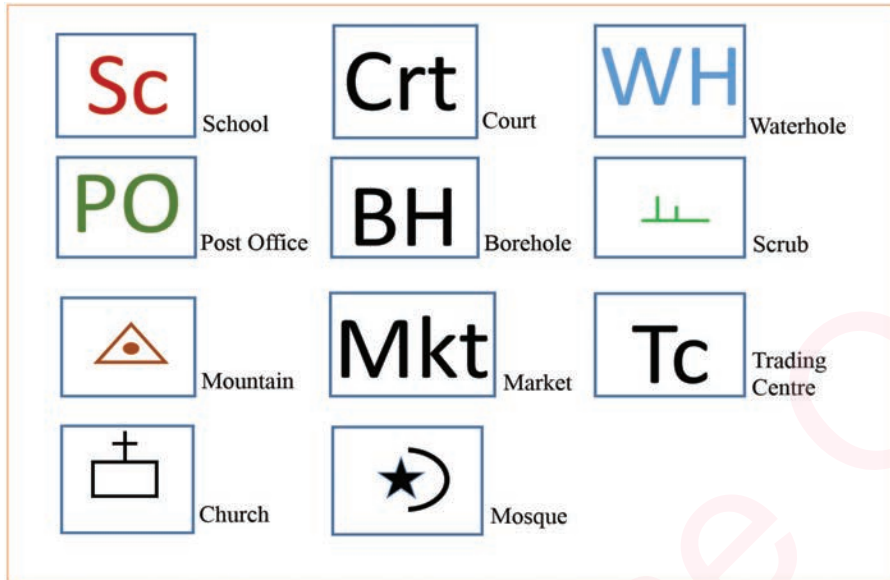 Sc
School
Crt
Court
WH
Waterhole
PO
Post Office
BH
Borehole
Scrub
Mountain
Mkt
Market
Tc
Trading
Centre
Church
Mosque